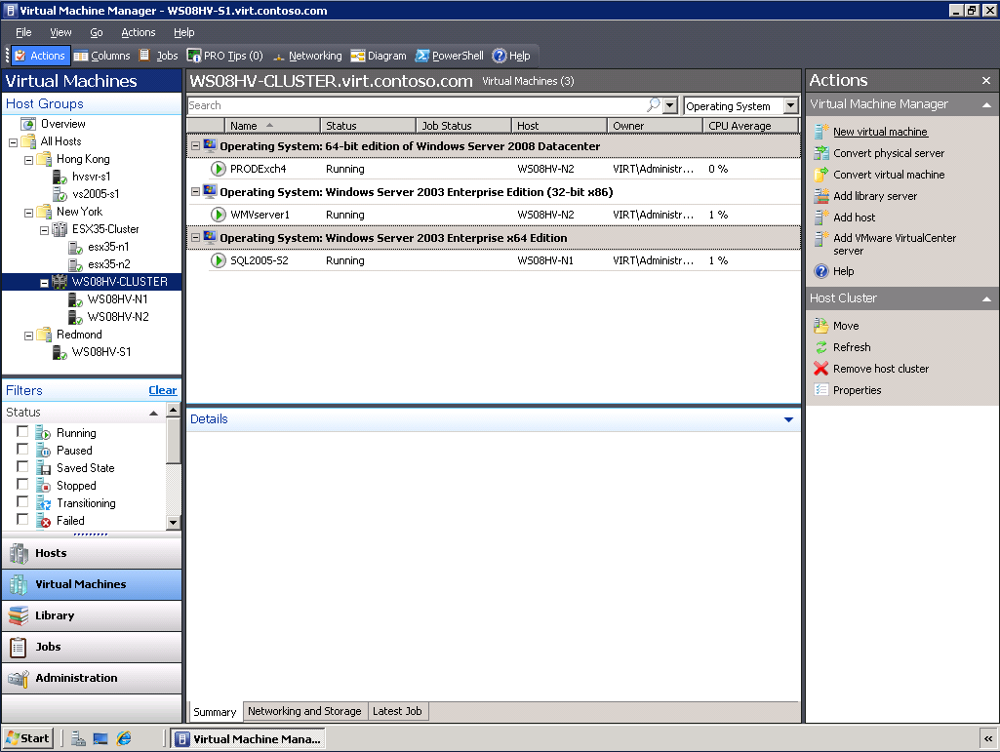 Virtual Machine Manager - WS08HV-S1.virt.contoso.com
File View Go Actions Help
Actions Columns Jobs PRO Tips (0) Networking Diagram PowerShell Help
Virtual Machines
Host Groups
Overview
All Hosts
Hong Kong
hvsvr-s1
vs2005-s1
New York
ESX35-Cluster
esx35-n1
esx35-n2
WS08HV-CLUSTER
WS08HV-N1
WS08HV-N2
Redmond
WS08HV-S1
Filters Clear
Status
Running
Paused
Saved State
Stopped
Transitioning
Failed
Hosts
Virtual Machines
Library
Jobs
Administration
WS08HV-CLUSTER.virt.contoso.com Virtual Machines (3)
Search Operating System
Name Status Job Status Host Owner CPU Average
Operating System: 64-bit edition of Windows Server 2008 Datacenter
PRODExch4 Running WS08HV-N2 VIRT\Administr... 0 %
Operating System: Windows Server 2003 Enterprise Edition (32-bit x86)
WMVserver1 Running WS08HV-N2 VIRT\Administr... 1 %
Operating System: Windows Server 2003 Enterprise x64 Edition
SQL2005-S2 Running WS08HV-N1 VIRT\Administr... 1 %
Details
Summary Networking and Storage Latest Job
Actions
Virtual Machine Manager
New virtual machine
Convert physical server
Convert virtual machine
Add library server
Add host
Add VMware VirtualCenter
server
Help
Host Cluster
Move
Refresh
Remove host cluster
Properties
Start Virtual Machine Mana... «